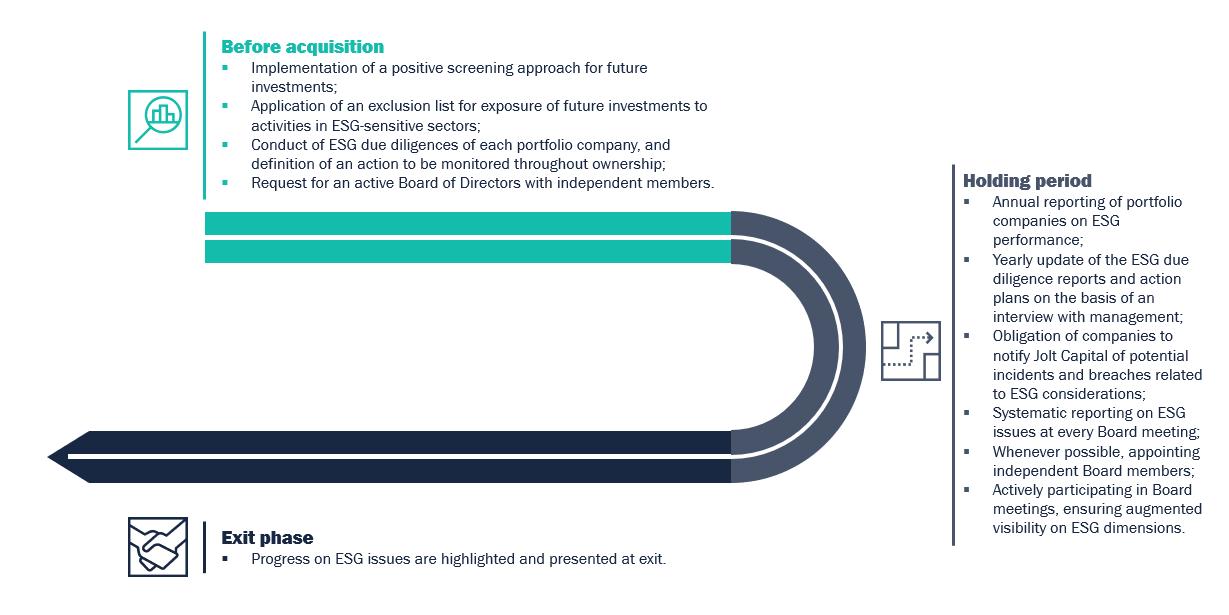 Before acquisition
▪ Implementation of a positive screening approach for future
investments;
▪ Application of an exclusion list for exposure of future investments to
activities in ESG-sensitive sectors;
▪ Conduct of ESG due diligences of each portfolio company, and
definition of an action to be monitored throughout ownership;
▪ Request for an active Board of Directors with independent members.
Holding period
▪ Annual reporting of portfolio
companies on ESG
performance;
▪ Yearly update of the ESG due
diligence reports and action
plans on the basis of an
interview with management;
▪ Obligation of companies to
notify Jolt Capital of potential
incidents and breaches related
to ESG considerations;
▪ Systematic reporting on ESG
issues at every Board meeting;
▪ Whenever possible, appointing
independent Board members;
▪ Actively participating in Board
meetings, ensuring augmented
visibility on ESG dimensions.
Exit phase
▪ Progress on ESG issues are highlighted and presented at exit.